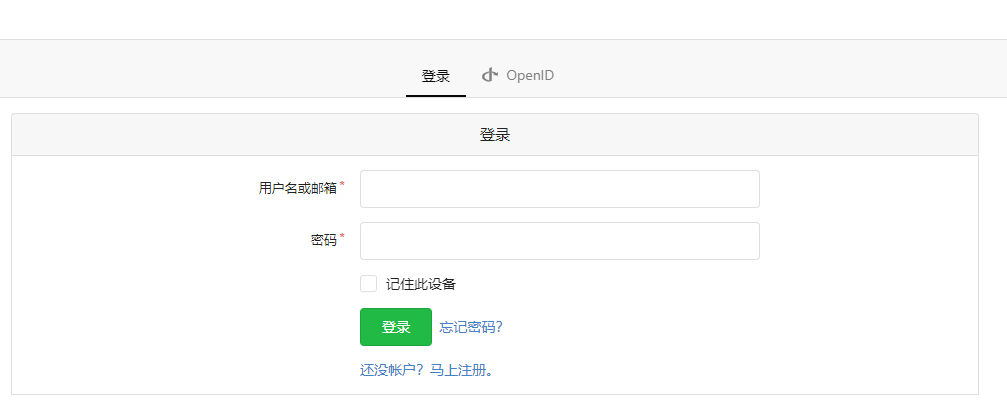 登录 OpenID
登录
用户名或邮箱*
密码*
记住此设备
登录 忘记密码？
还没帐户？马上注册。